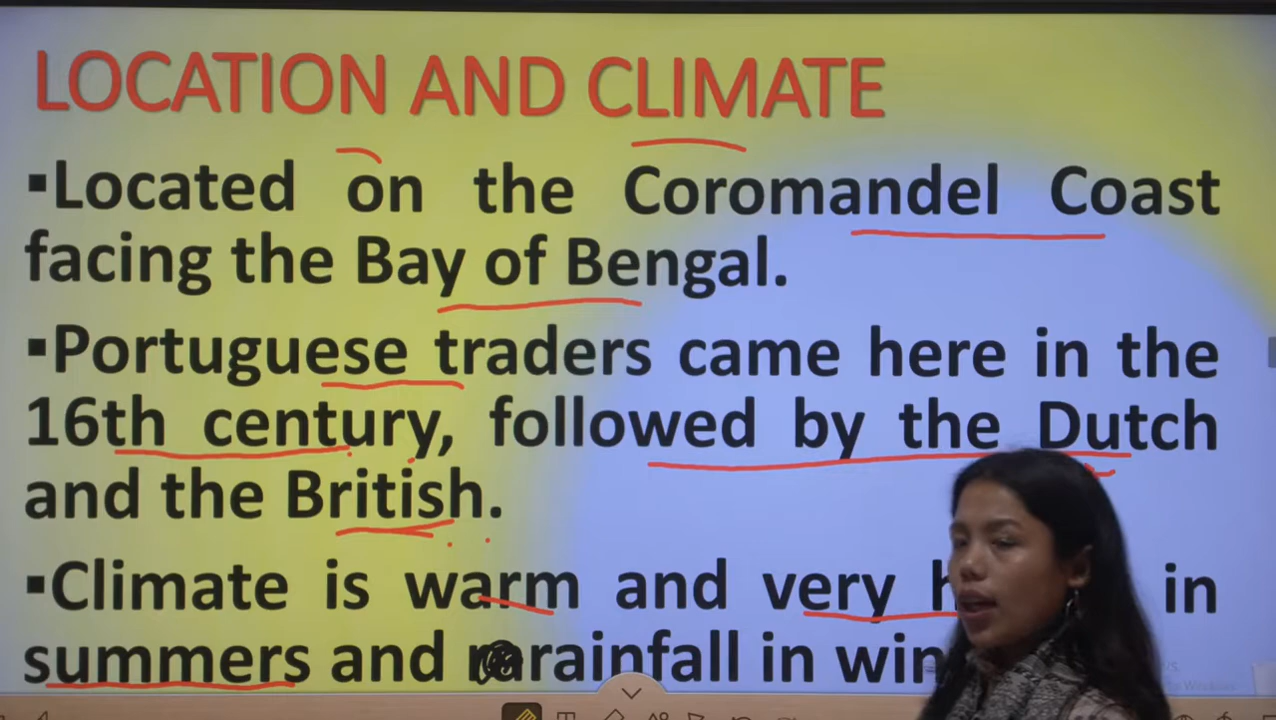 LOCATION AND CLIMATE
▪Located on the Coromandel Coast
facing the Bay of Bengal.
▪Portuguese traders came here in the
16th century, followed by the Dutch
and the British.
▪Climate is warm and very in
summers and rainfall in